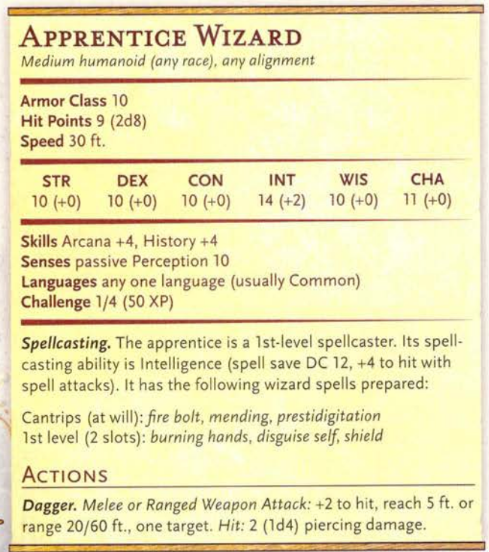 APPRENTICE WIZARD
Medium humanoid (any race), any alignment
Armor Class 10
Hit Points 9 (2d8)
Speed 30 ft.
STR DEX CON INT WIS CHA
10 (+0) 10 (+0) 10 (+0) 14 (+2) 10 (+0) 11 (+0)
Skills Arcana +4, History +4
Senses passive Perception 10
Languages any one language (usually Common)
Challenge 1/4 (50 XP)
Spellcasting. The apprentice is a 1st-level spellcaster. Its spell-
casting ability is Intelligence (spell save DC 12, +4 to hit with
spell attacks). It has the following wizard spells prepared:
Cantrips (at will): fire bolt, mending, prestidigitation
1st level (2 slots): burning hands, disguise self, shield
ACTIONS
Dagger. Melee or Ranged Weapon Attack: +2 to hit, reach 5 ft. or
range 20/60 ft., one target. Hit: 2 (1d4) piercing damage.